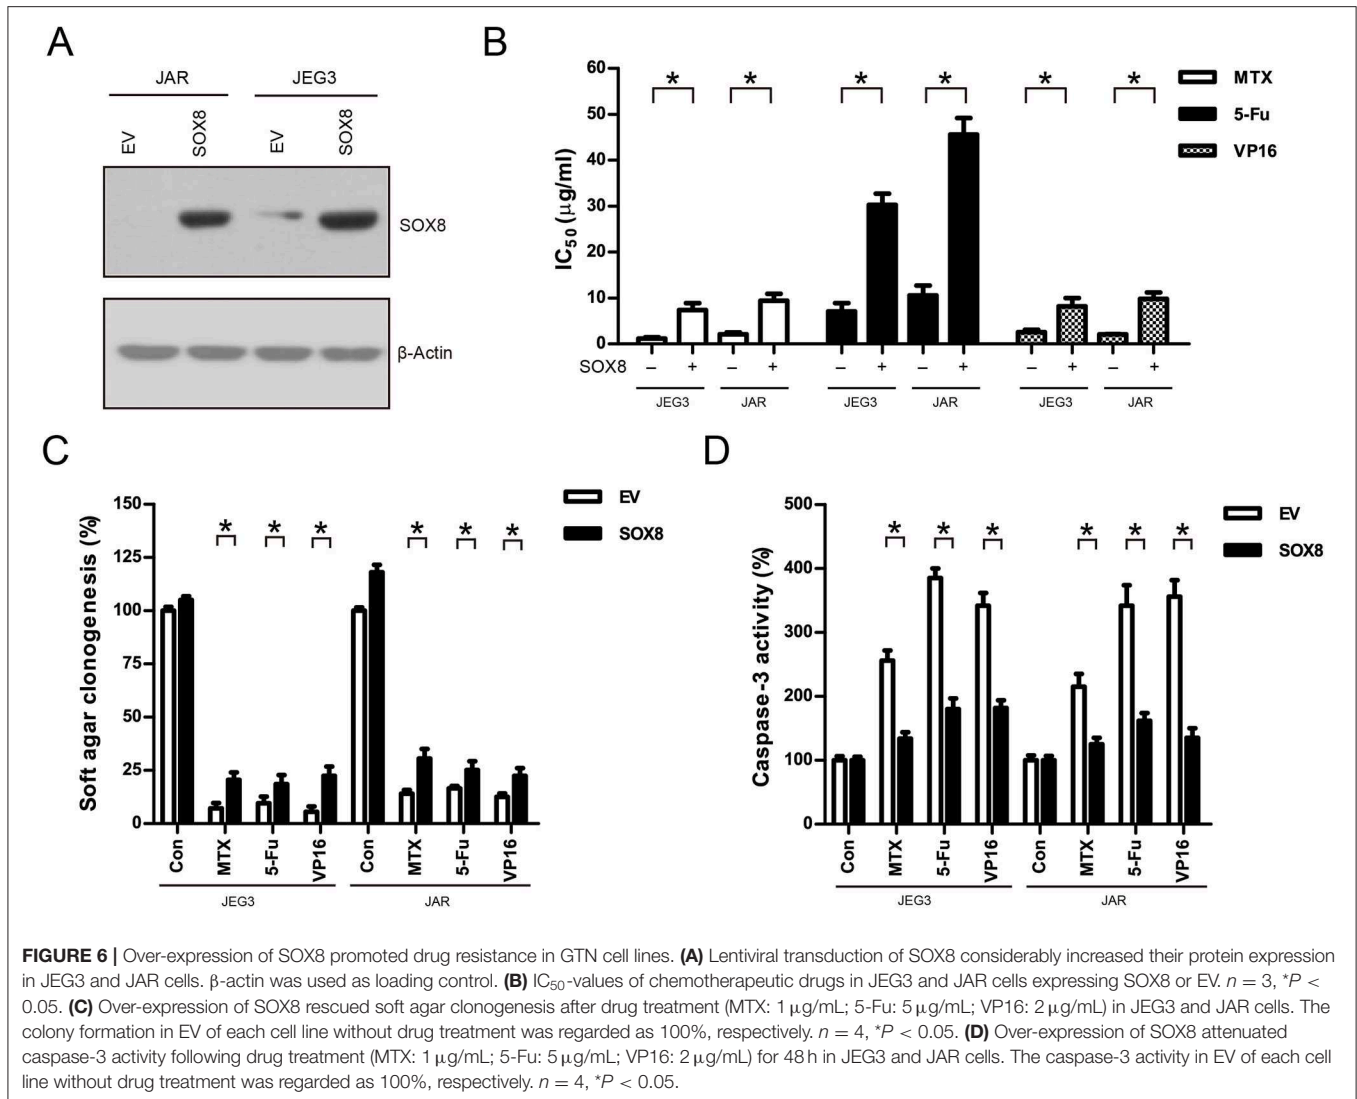 A
JAR
JEG3
EV
SOX8
EV
SOX8
SOX8
β-Actin
B
60
50
40
30
20
10
0
IC50 (μg/ml)
* * * * * *
MTX
5-Fu
VP16
SOX8 – + – + – + – + – + – +
JEG3 JAR JEG3 JAR JEG3 JAR
C
150
125
100
75
50
25
0
Soft agar clonogenesis (%)
* * * * * *
EV
SOX8
Con MTX 5-Fu VP16 Con MTX 5-Fu VP16
JEG3 JAR
D
500
400
300
200
100
0
Caspase-3 activity (%)
* * * * * *
EV
SOX8
Con MTX 5-Fu VP16 Con MTX 5-Fu VP16
JEG3 JAR
FIGURE 6 | Over-expression of SOX8 promoted drug resistance in GTN cell lines. (A) Lentiviral transduction of SOX8 considerably increased their protein expression
in JEG3 and JAR cells. β-actin was used as loading control. (B) IC50-values of chemotherapeutic drugs in JEG3 and JAR cells expressing SOX8 or EV. n = 3, *P <
0.05. (C) Over-expression of SOX8 rescued soft agar clonogenesis after drug treatment (MTX: 1 μg/mL; 5-Fu: 5 μg/mL; VP16: 2 μg/mL) in JEG3 and JAR cells. The
colony formation in EV of each cell line without drug treatment was regarded as 100%, respectively. n = 4, *P < 0.05. (D) Over-expression of SOX8 attenuated
caspase-3 activity following drug treatment (MTX: 1 μg/mL; 5-Fu: 5 μg/mL; VP16: 2 μg/mL) for 48 h in JEG3 and JAR cells. The caspase-3 activity in EV of each cell
line without drug treatment was regarded as 100%, respectively. n = 4, *P < 0.05.